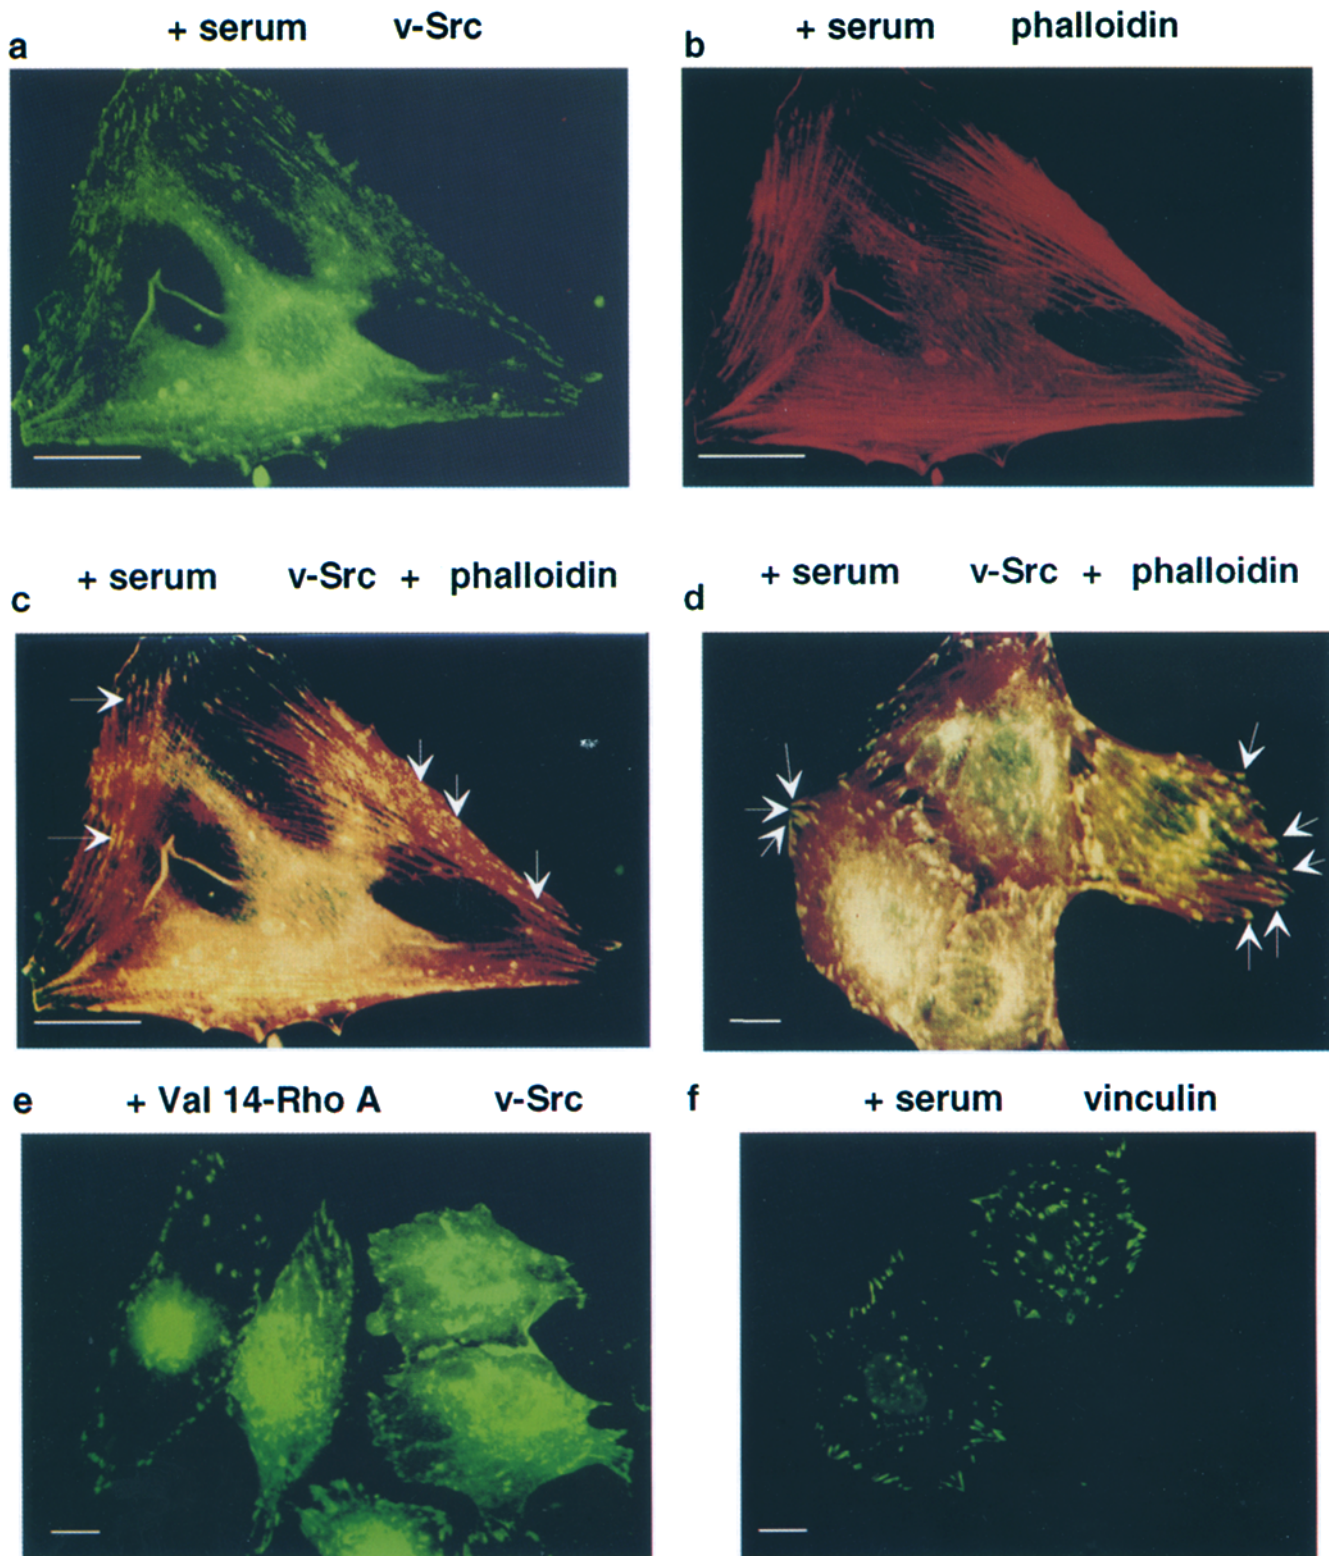 a + serum v-Src
b + serum phalloidin
c + serum v-Src + phalloidin
d + serum v-Src + phalloidin
e + Val 14-Rho A v-Src
f + serum vinculin